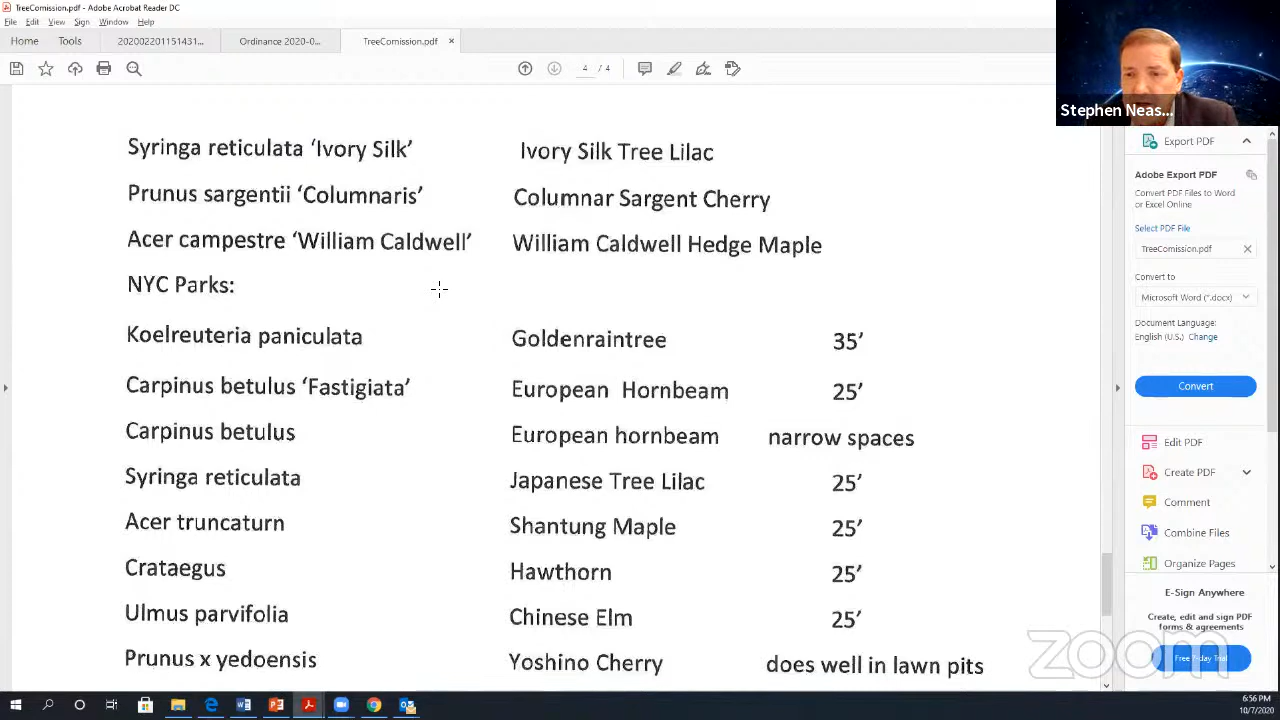 TreeComission.pdf - Adobe Acrobat Reader DC
File Edit View Sign Window Help
Home Tools 202002201151431... Ordinance 2020-0... TreeComission.pdf ×
4 / 4
Stephen Neas...
Syringa reticulata ‘Ivory Silk’ Ivory Silk Tree Lilac
Prunus sargentii ‘Columnaris’ Columnar Sargent Cherry
Acer campestre ‘William Caldwell’ William Caldwell Hedge Maple
NYC Parks:
Koelreuteria paniculata Goldenraintree 35’
Carpinus betulus ‘Fastigiata’ European Hornbeam 25’
Carpinus betulus European hornbeam narrow spaces
Syringa reticulata Japanese Tree Lilac 25’
Acer truncaturn Shantung Maple 25’
Crataegus Hawthorn 25’
Ulmus parvifolia Chinese Elm 25’
Prunus x yedoensis Yoshino Cherry does well in lawn pits
Export PDF
Adobe Export PDF
Convert PDF Files to Word
or Excel Online
Select PDF File
TreeComission.pdf
Convert to
Microsoft Word (*.docx)
Document Language:
English (U.S.) Change
Convert
Edit PDF
Create PDF
Comment
Combine Files
Organize Pages
E-Sign Anywhere
Create, edit and sign PDF
forms & agreements
Free 7-day Trial
zoom
6:56 PM
10/7/2020